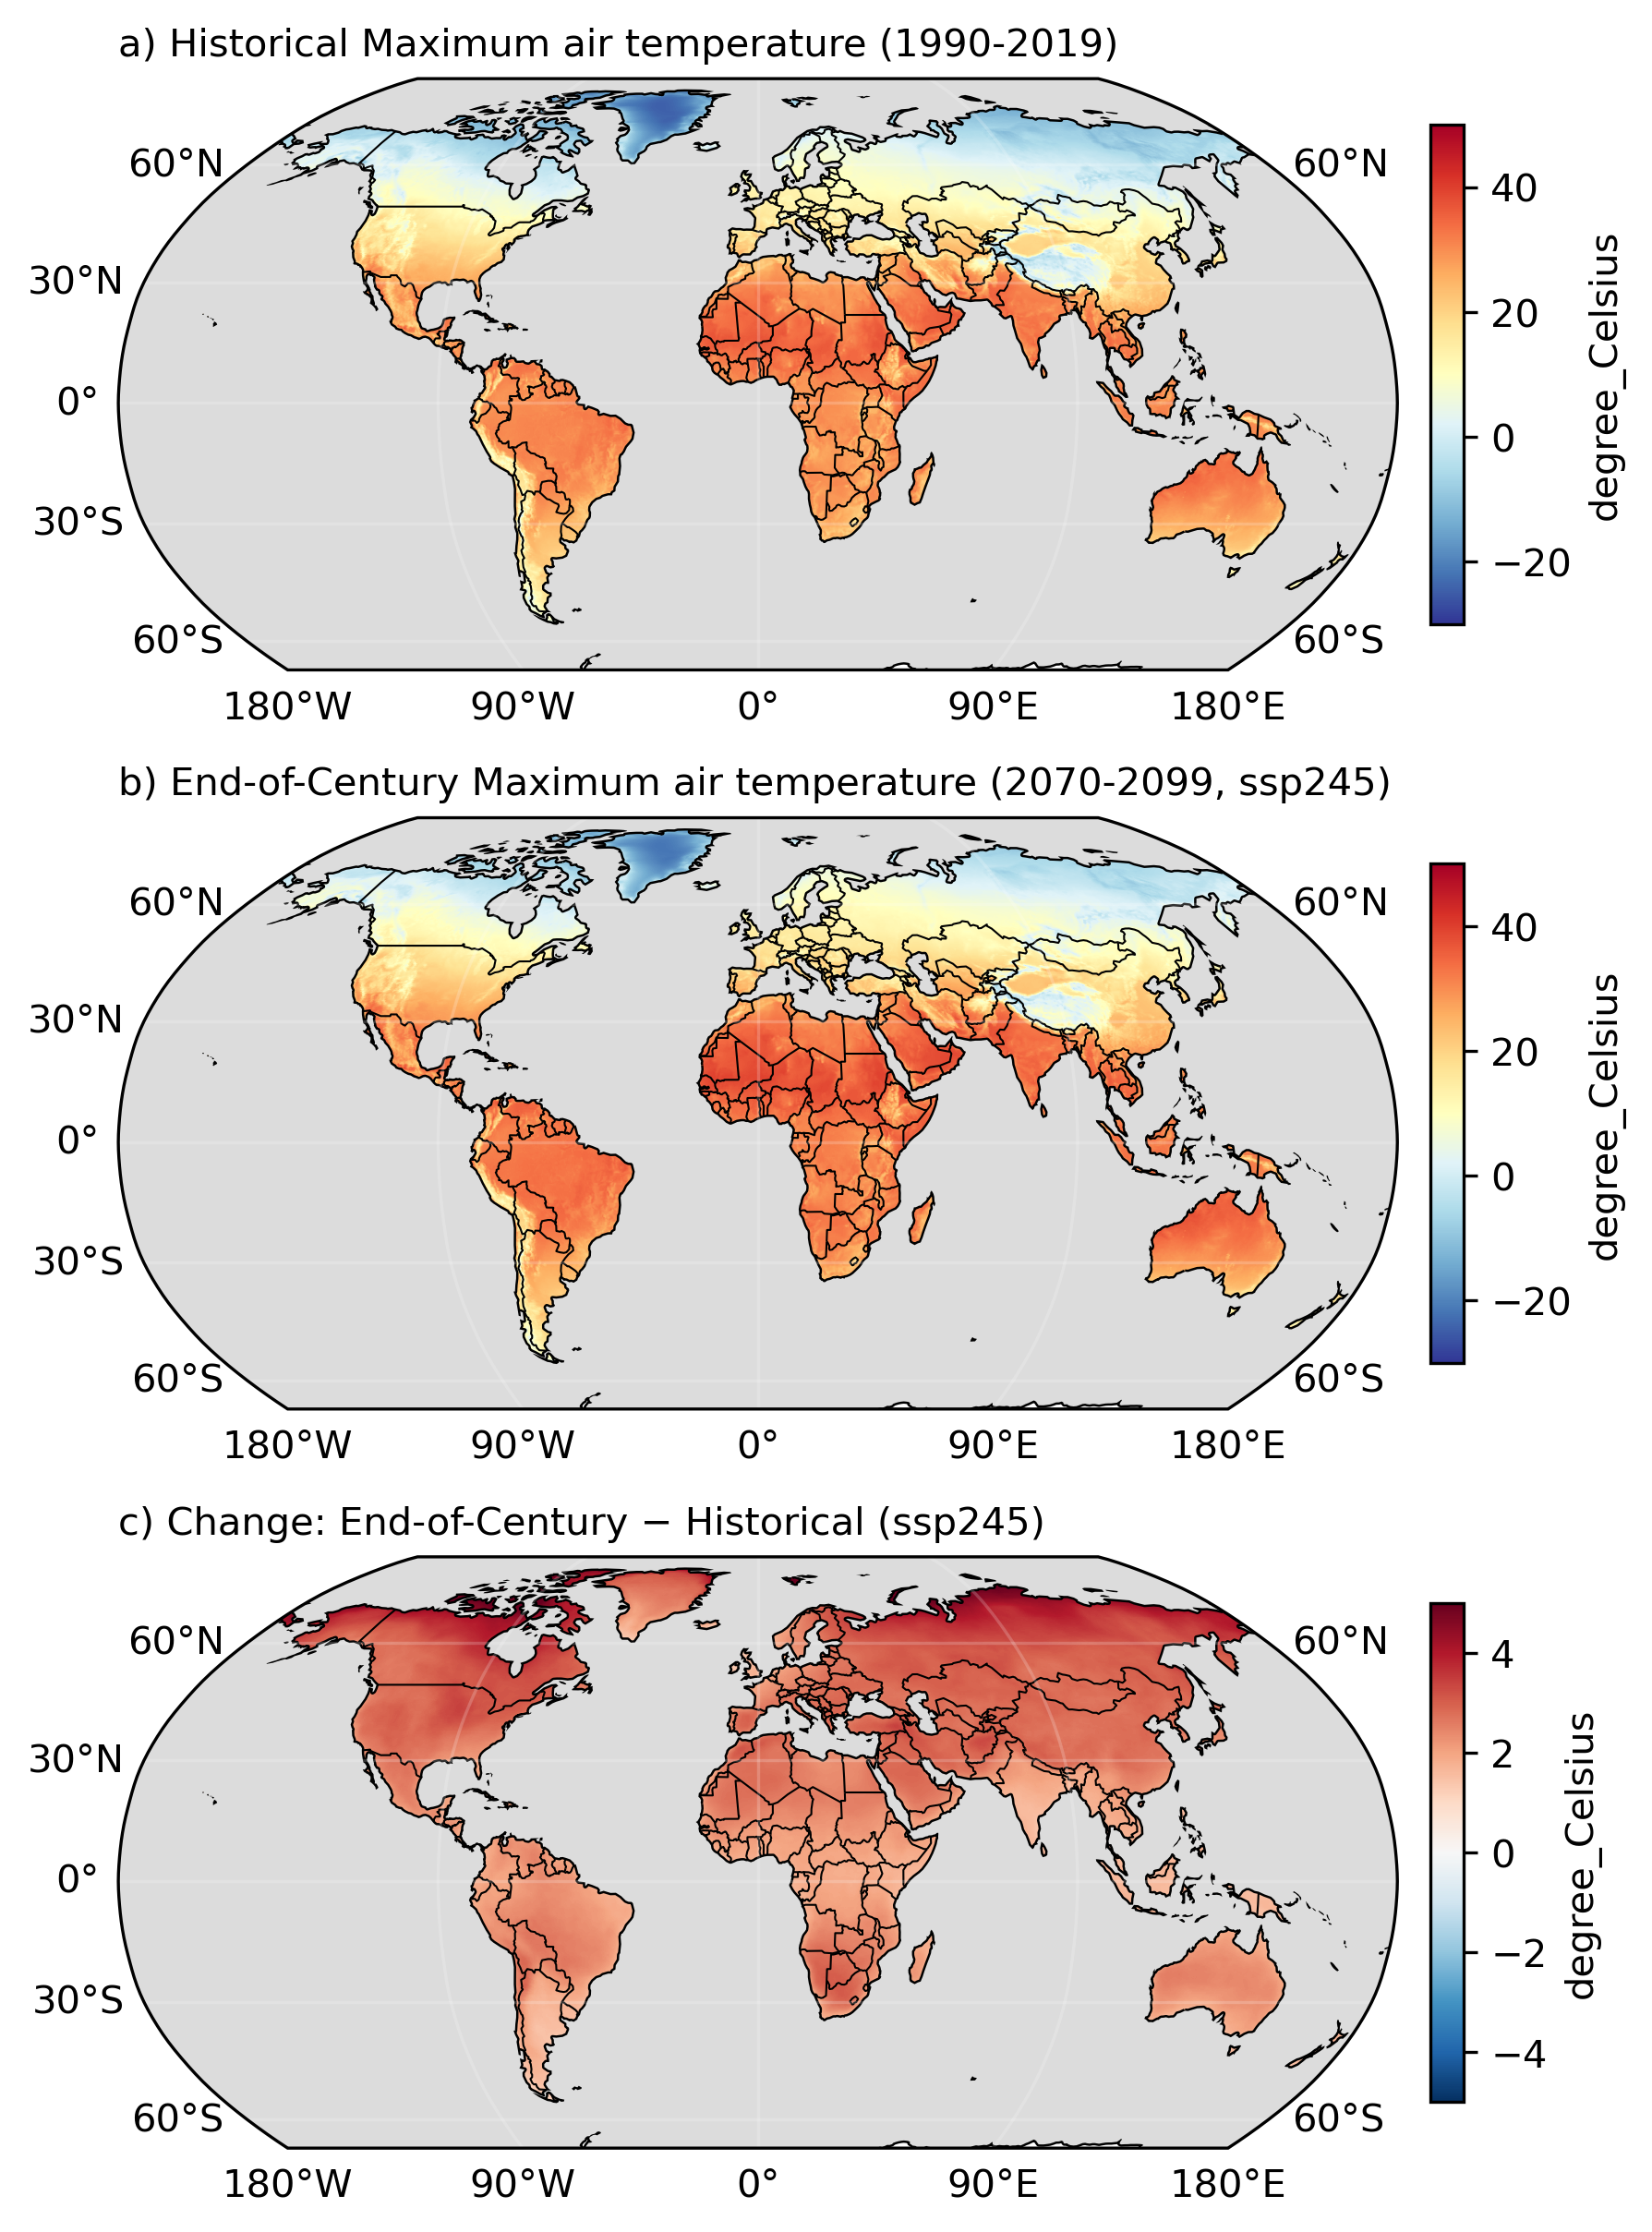 a) Historical Maximum air temperature (1990-2019)
60°N
60°N
30°N
0°
30°S
60°S
60°S
180°W
90°W
0°
90°E
180°E
40
20
0
−20
degree_Celsius
b) End-of-Century Maximum air temperature (2070-2099, ssp245)
60°N
60°N
30°N
0°
30°S
60°S
60°S
180°W
90°W
0°
90°E
180°E
40
20
0
−20
degree_Celsius
c) Change: End-of-Century − Historical (ssp245)
60°N
60°N
30°N
0°
30°S
60°S
60°S
180°W
90°W
0°
90°E
180°E
4
2
0
−2
−4
degree_Celsius